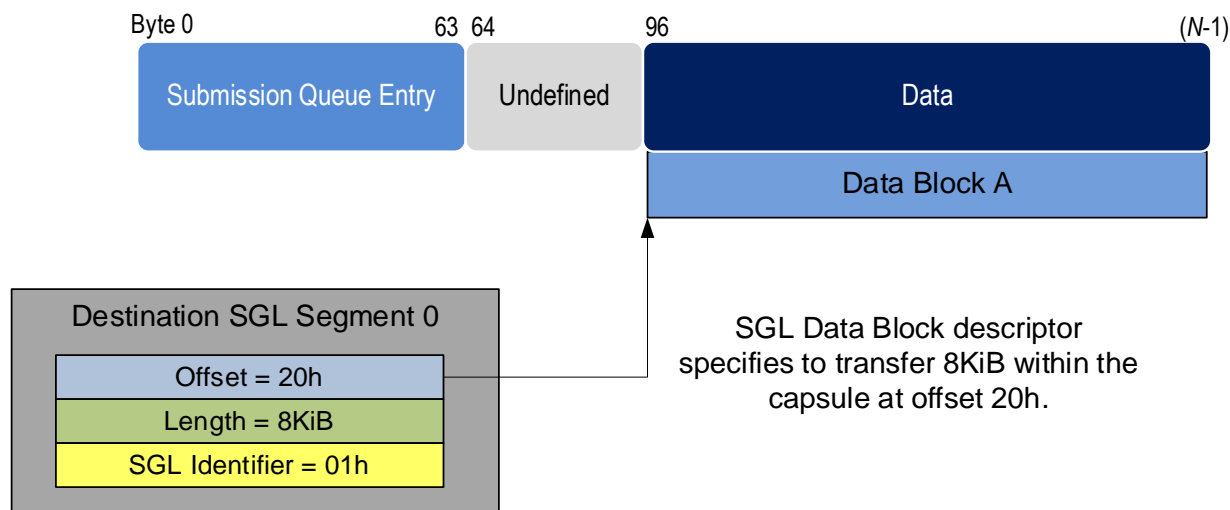 Byte 0 63 64 96 (N-1)
Submission Queue Entry Undefined Data
Data Block A
Destination SGL Segment 0
Offset = 20h
Length = 8KiB
SGL Identifier = 01h
SGL Data Block descriptor
specifies to transfer 8KiB within the
capsule at offset 20h.